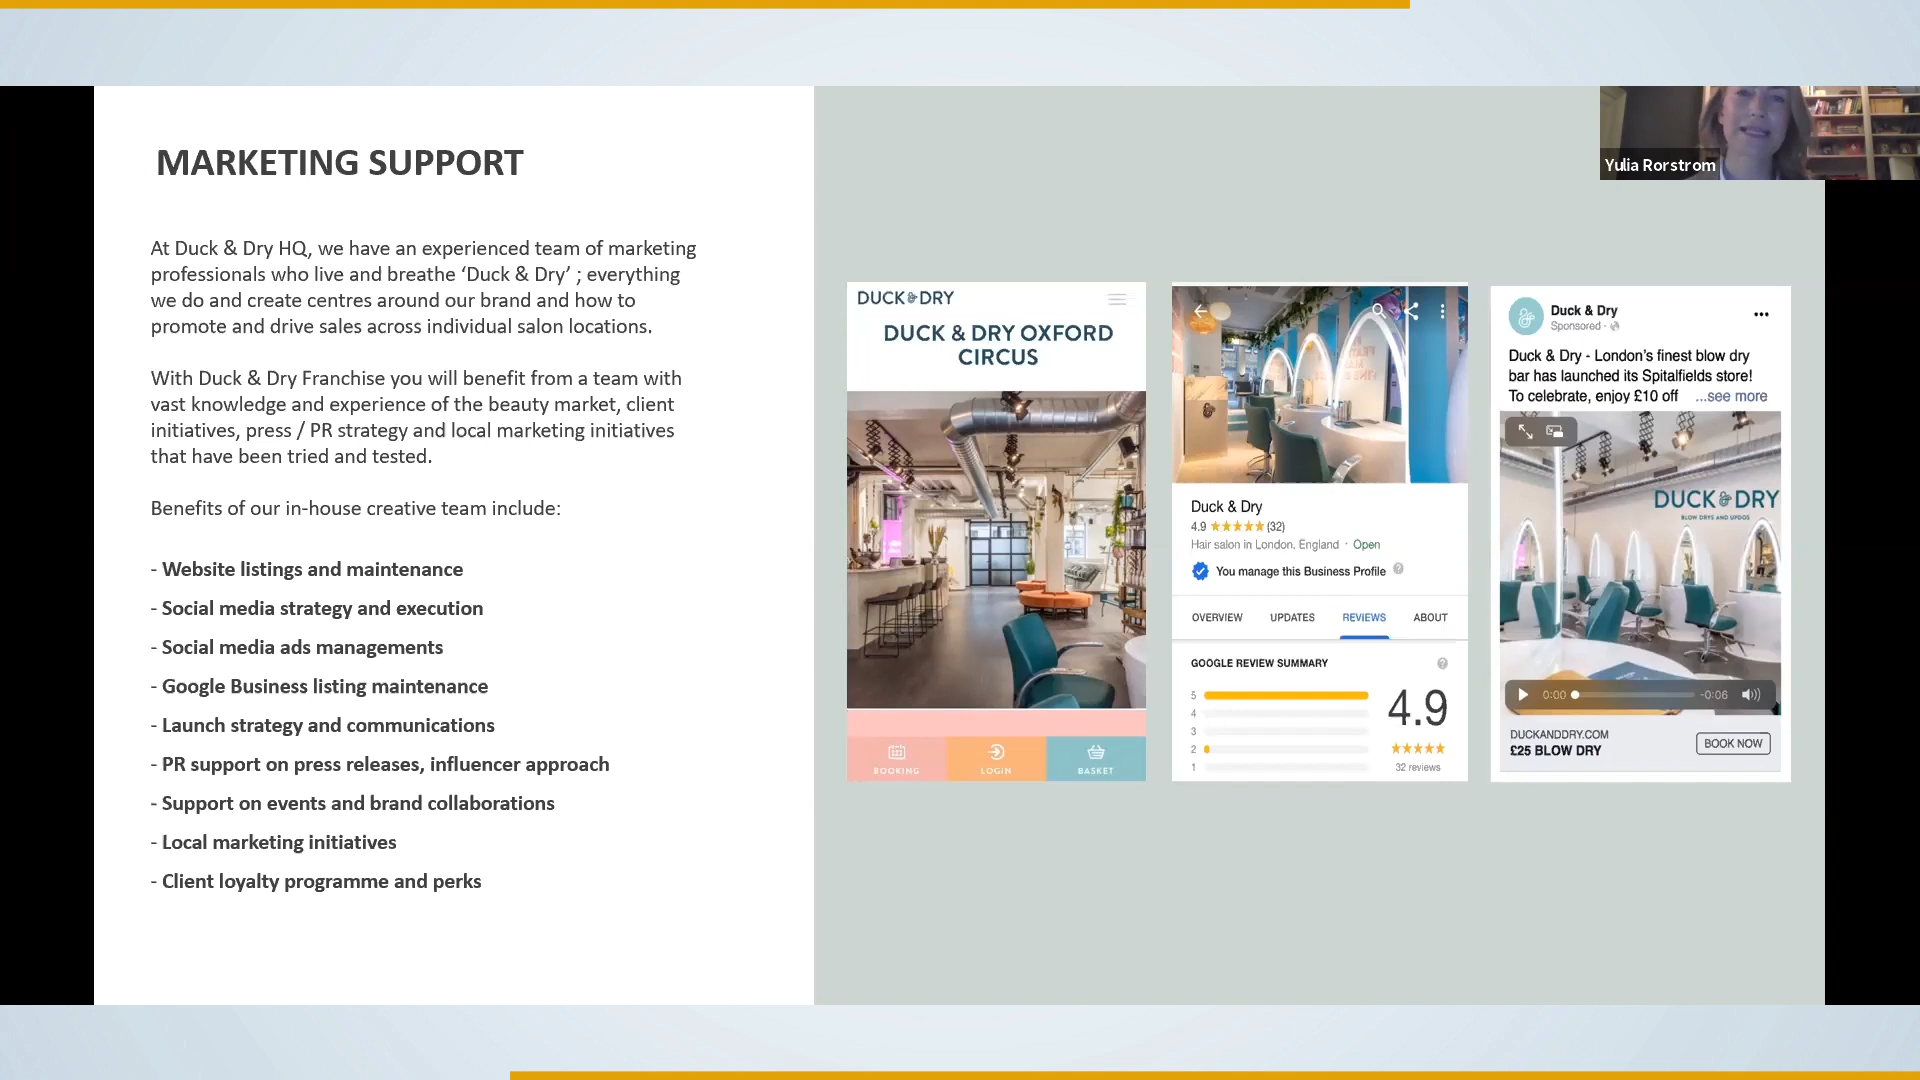 MARKETING SUPPORT
At Duck & Dry HQ, we have an experienced team of marketing
professionals who live and breathe ‘Duck & Dry’ ; everything
we do and create centres around our brand and how to
promote and drive sales across individual salon locations.
With Duck & Dry Franchise you will benefit from a team with
vast knowledge and experience of the beauty market, client
initiatives, press / PR strategy and local marketing initiatives
that have been tried and tested.
Benefits of our in-house creative team include:
- Website listings and maintenance
- Social media strategy and execution
- Social media ads managements
- Google Business listing maintenance
- Launch strategy and communications
- PR support on press releases, influencer approach
- Support on events and brand collaborations
- Local marketing initiatives
- Client loyalty programme and perks
Yulia Rorstrom
DUCK & DRY
DUCK & DRY OXFORD
CIRCUS
BOOKING
LOGIN
BASKET
Duck & Dry
4.9 ★★★★★ (32)
Hair salon in London, England · Open
You manage this Business Profile
OVERVIEW UPDATES REVIEWS ABOUT
GOOGLE REVIEW SUMMARY
5
4
3
2
1
4.9
★★★★★
32 reviews
Duck & Dry
Sponsored ·
Duck & Dry - London’s finest blow dry
bar has launched its Spitalfields store!
To celebrate, enjoy £10 off ...see more
DUCK & DRY
BLOW DRYS AND UPDOS
0:00 -0:06
DUCKANDDRY.COM
£25 BLOW DRY
BOOK NOW